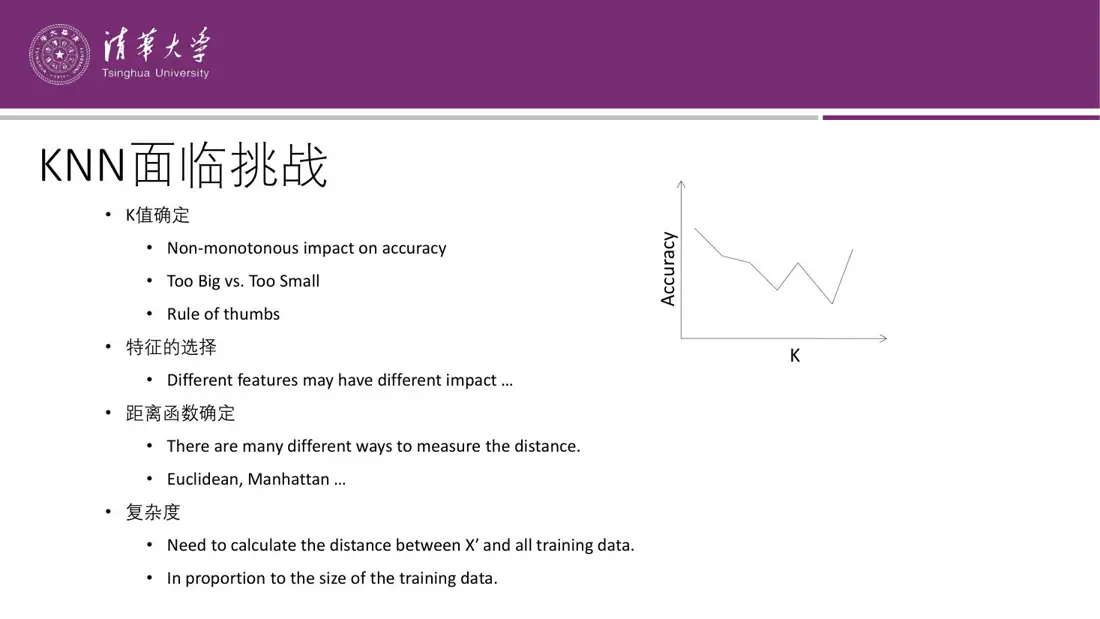 清华大学
Tsinghua University
KNN面临挑战
• K值确定
• Non-monotonous impact on accuracy
• Too Big vs. Too Small
• Rule of thumbs
• 特征的选择
• Different features may have different impact …
• 距离函数确定
• There are many different ways to measure the distance.
• Euclidean, Manhattan …
• 复杂度
• Need to calculate the distance between X’ and all training data.
• In proportion to the size of the training data.
Accuracy
K